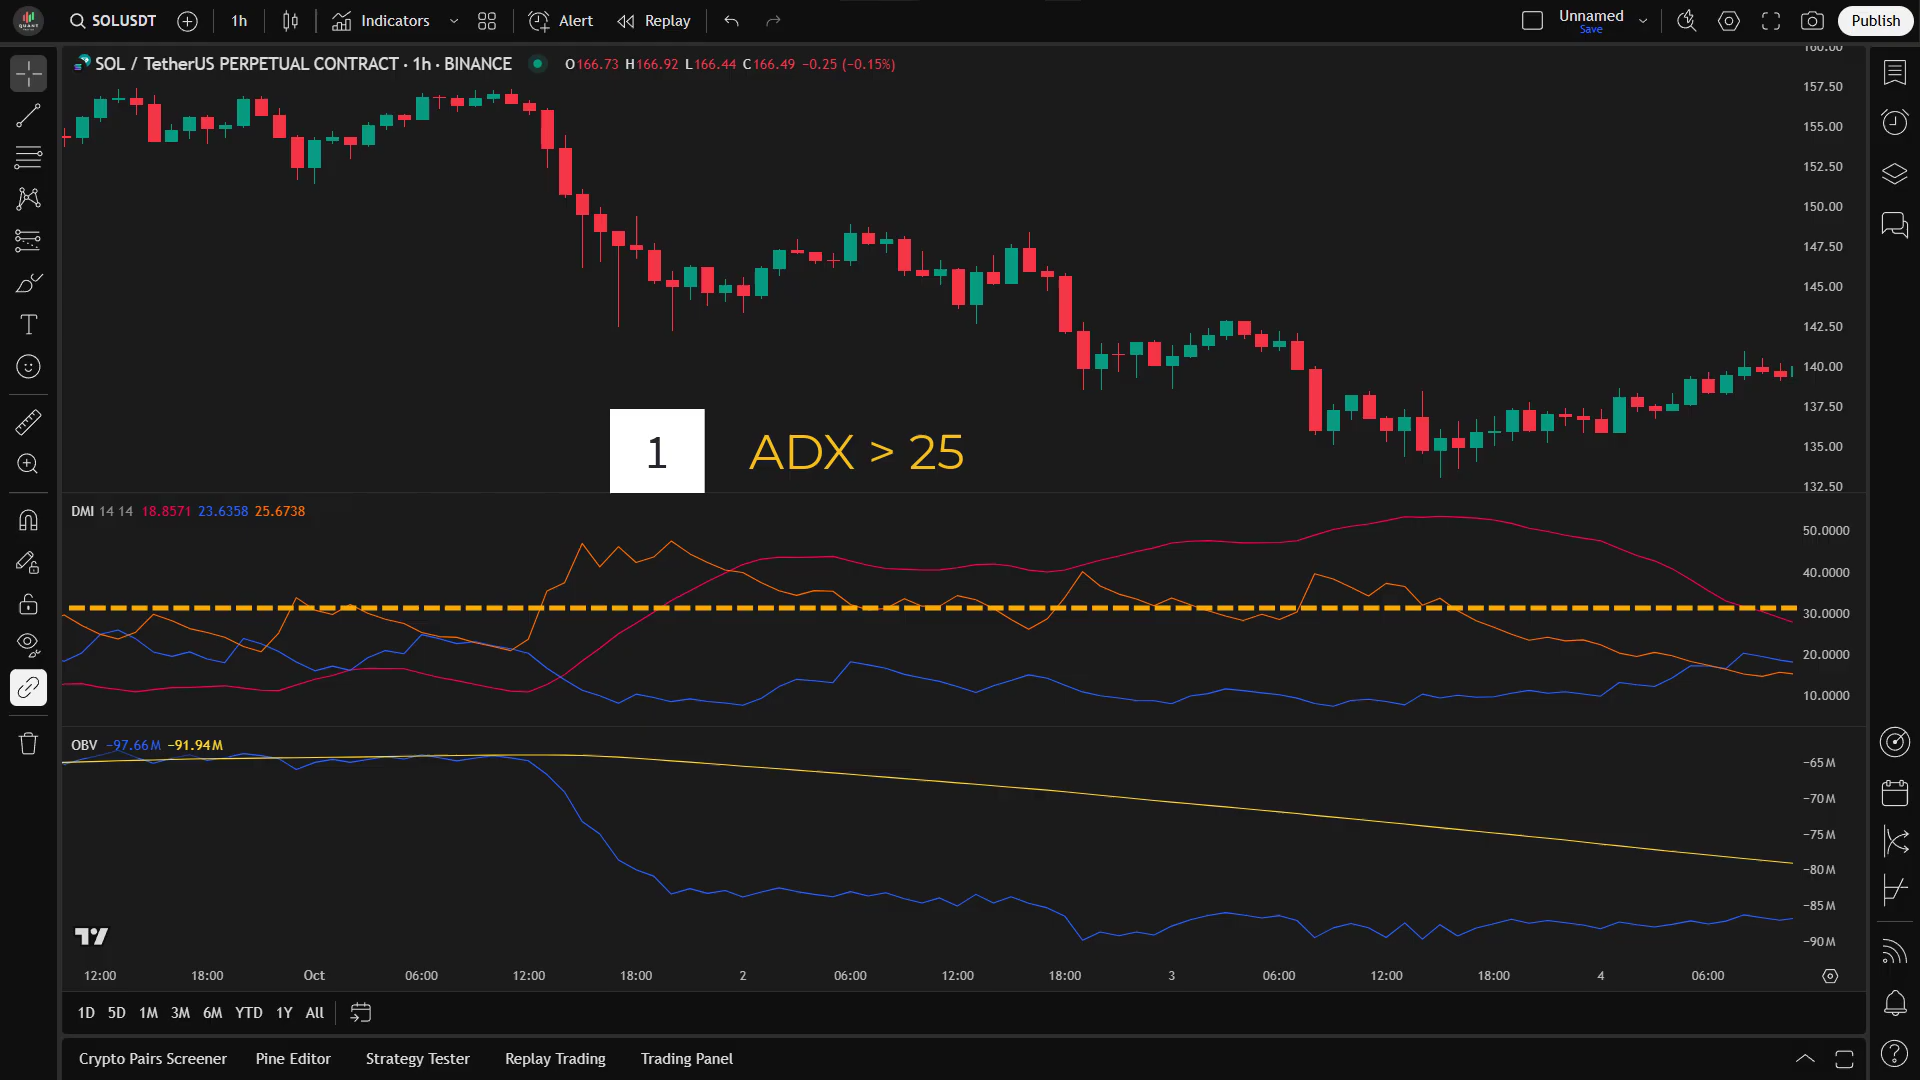 SOLUSDT 1h Indicators Alert Replay Unnamed Save Publish
SOL / TetherUS PERPETUAL CONTRACT · 1h · BINANCE O166.73 H166.92 L166.44 C166.49 −0.25 (−0.15%)
160.00
157.50
155.00
152.50
150.00
147.50
145.00
142.50
140.00
137.50
135.00
132.50
1 ADX > 25
DMI 14 14 18.8571 23.6358 25.6738
50.0000
40.0000
30.0000
20.0000
10.0000
OBV −97.66M −91.94M
−65M
−70M
−75M
−80M
−85M
−90M
12:00 18:00 Oct 06:00 12:00 18:00 2 06:00 12:00 18:00 3 06:00 12:00 18:00 4 06:00
1D 5D 1M 3M 6M YTD 1Y All
Crypto Pairs Screener Pine Editor Strategy Tester Replay Trading Trading Panel